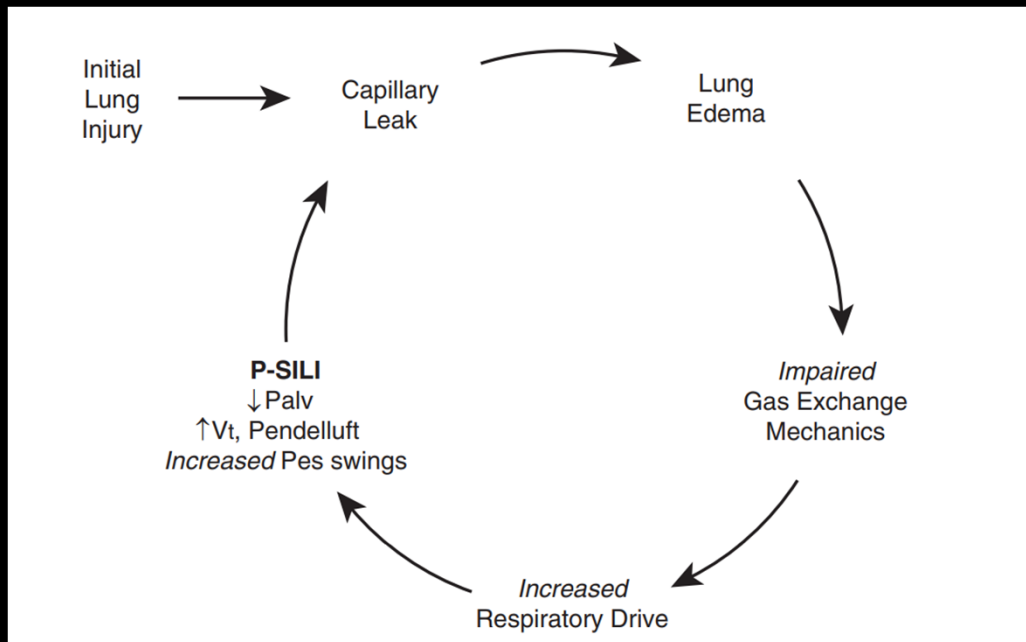 Initial
Lung
Injury
Capillary
Leak
Lung
Edema
Impaired
Gas Exchange
Mechanics
Increased
Respiratory Drive
P-SILI
↓Palv
↑Vt, Pendelluft
Increased Pes swings